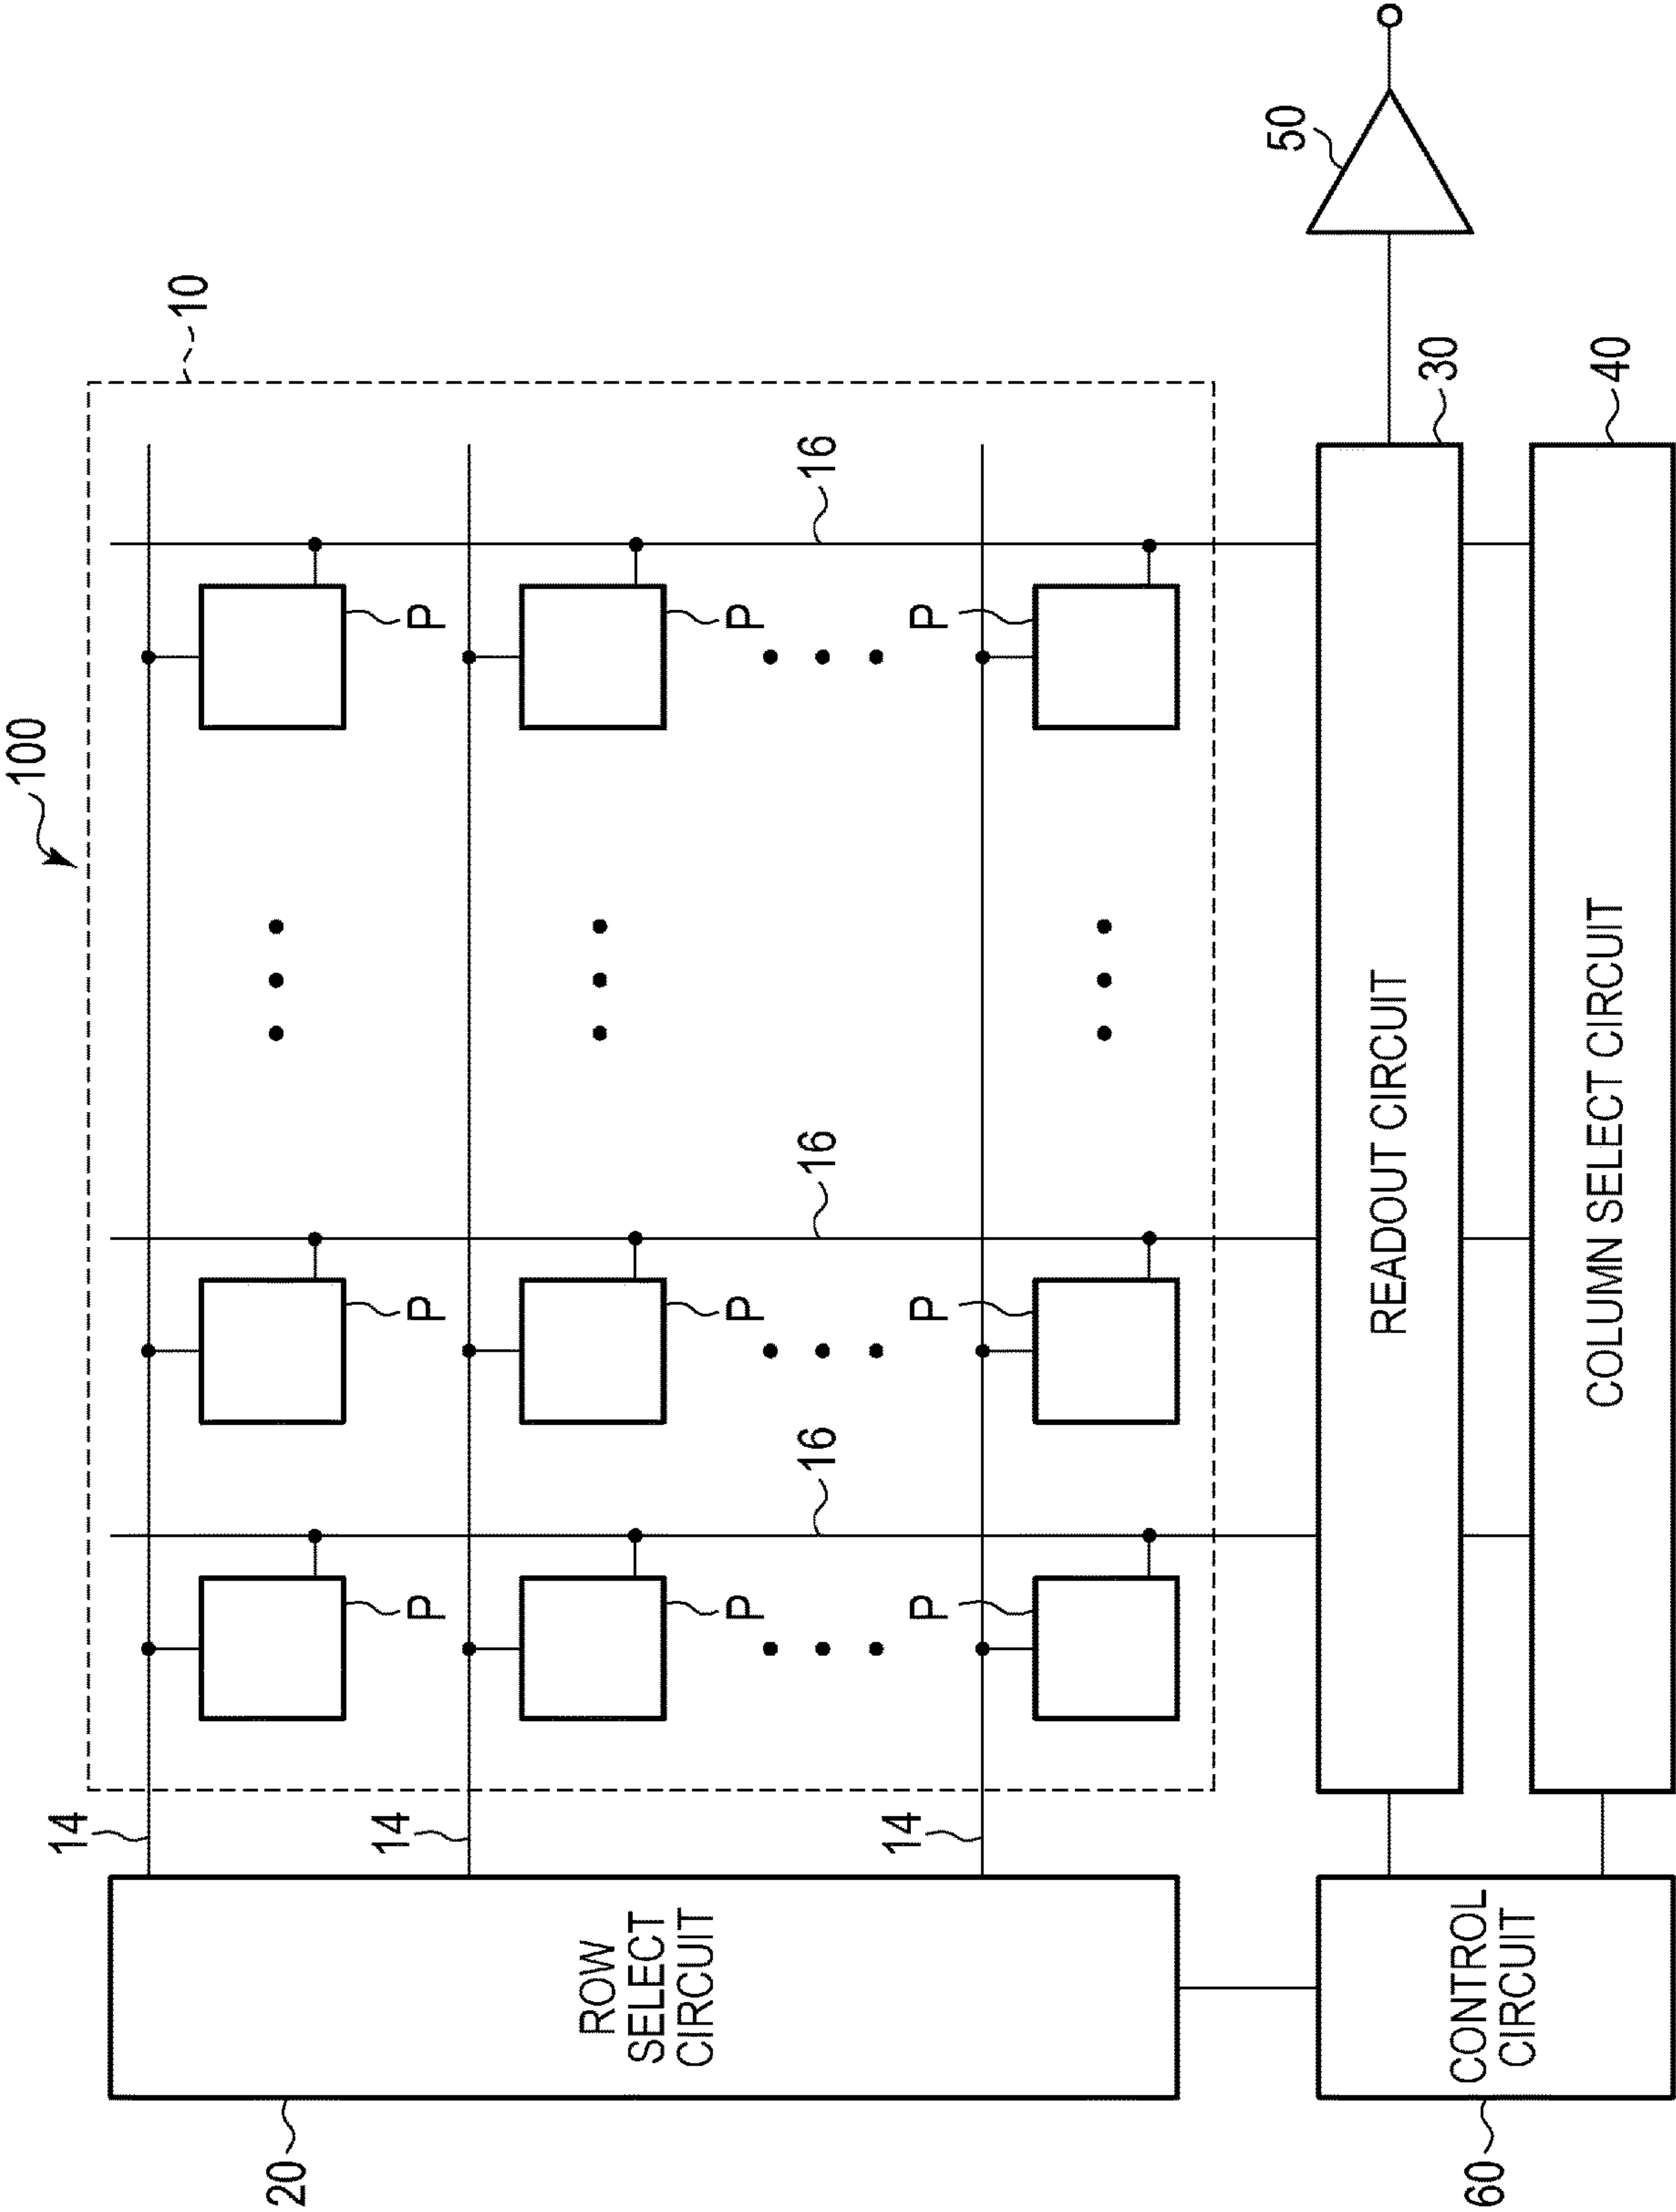 100
14
10
20
14
P
P
P
ROW
SELECT
CIRCUIT
P
P
P
16
16
16
14
P
P
P
50
READOUT CIRCUIT
30
60
CONTROL
CIRCUIT
COLUMN SELECT CIRCUIT
40